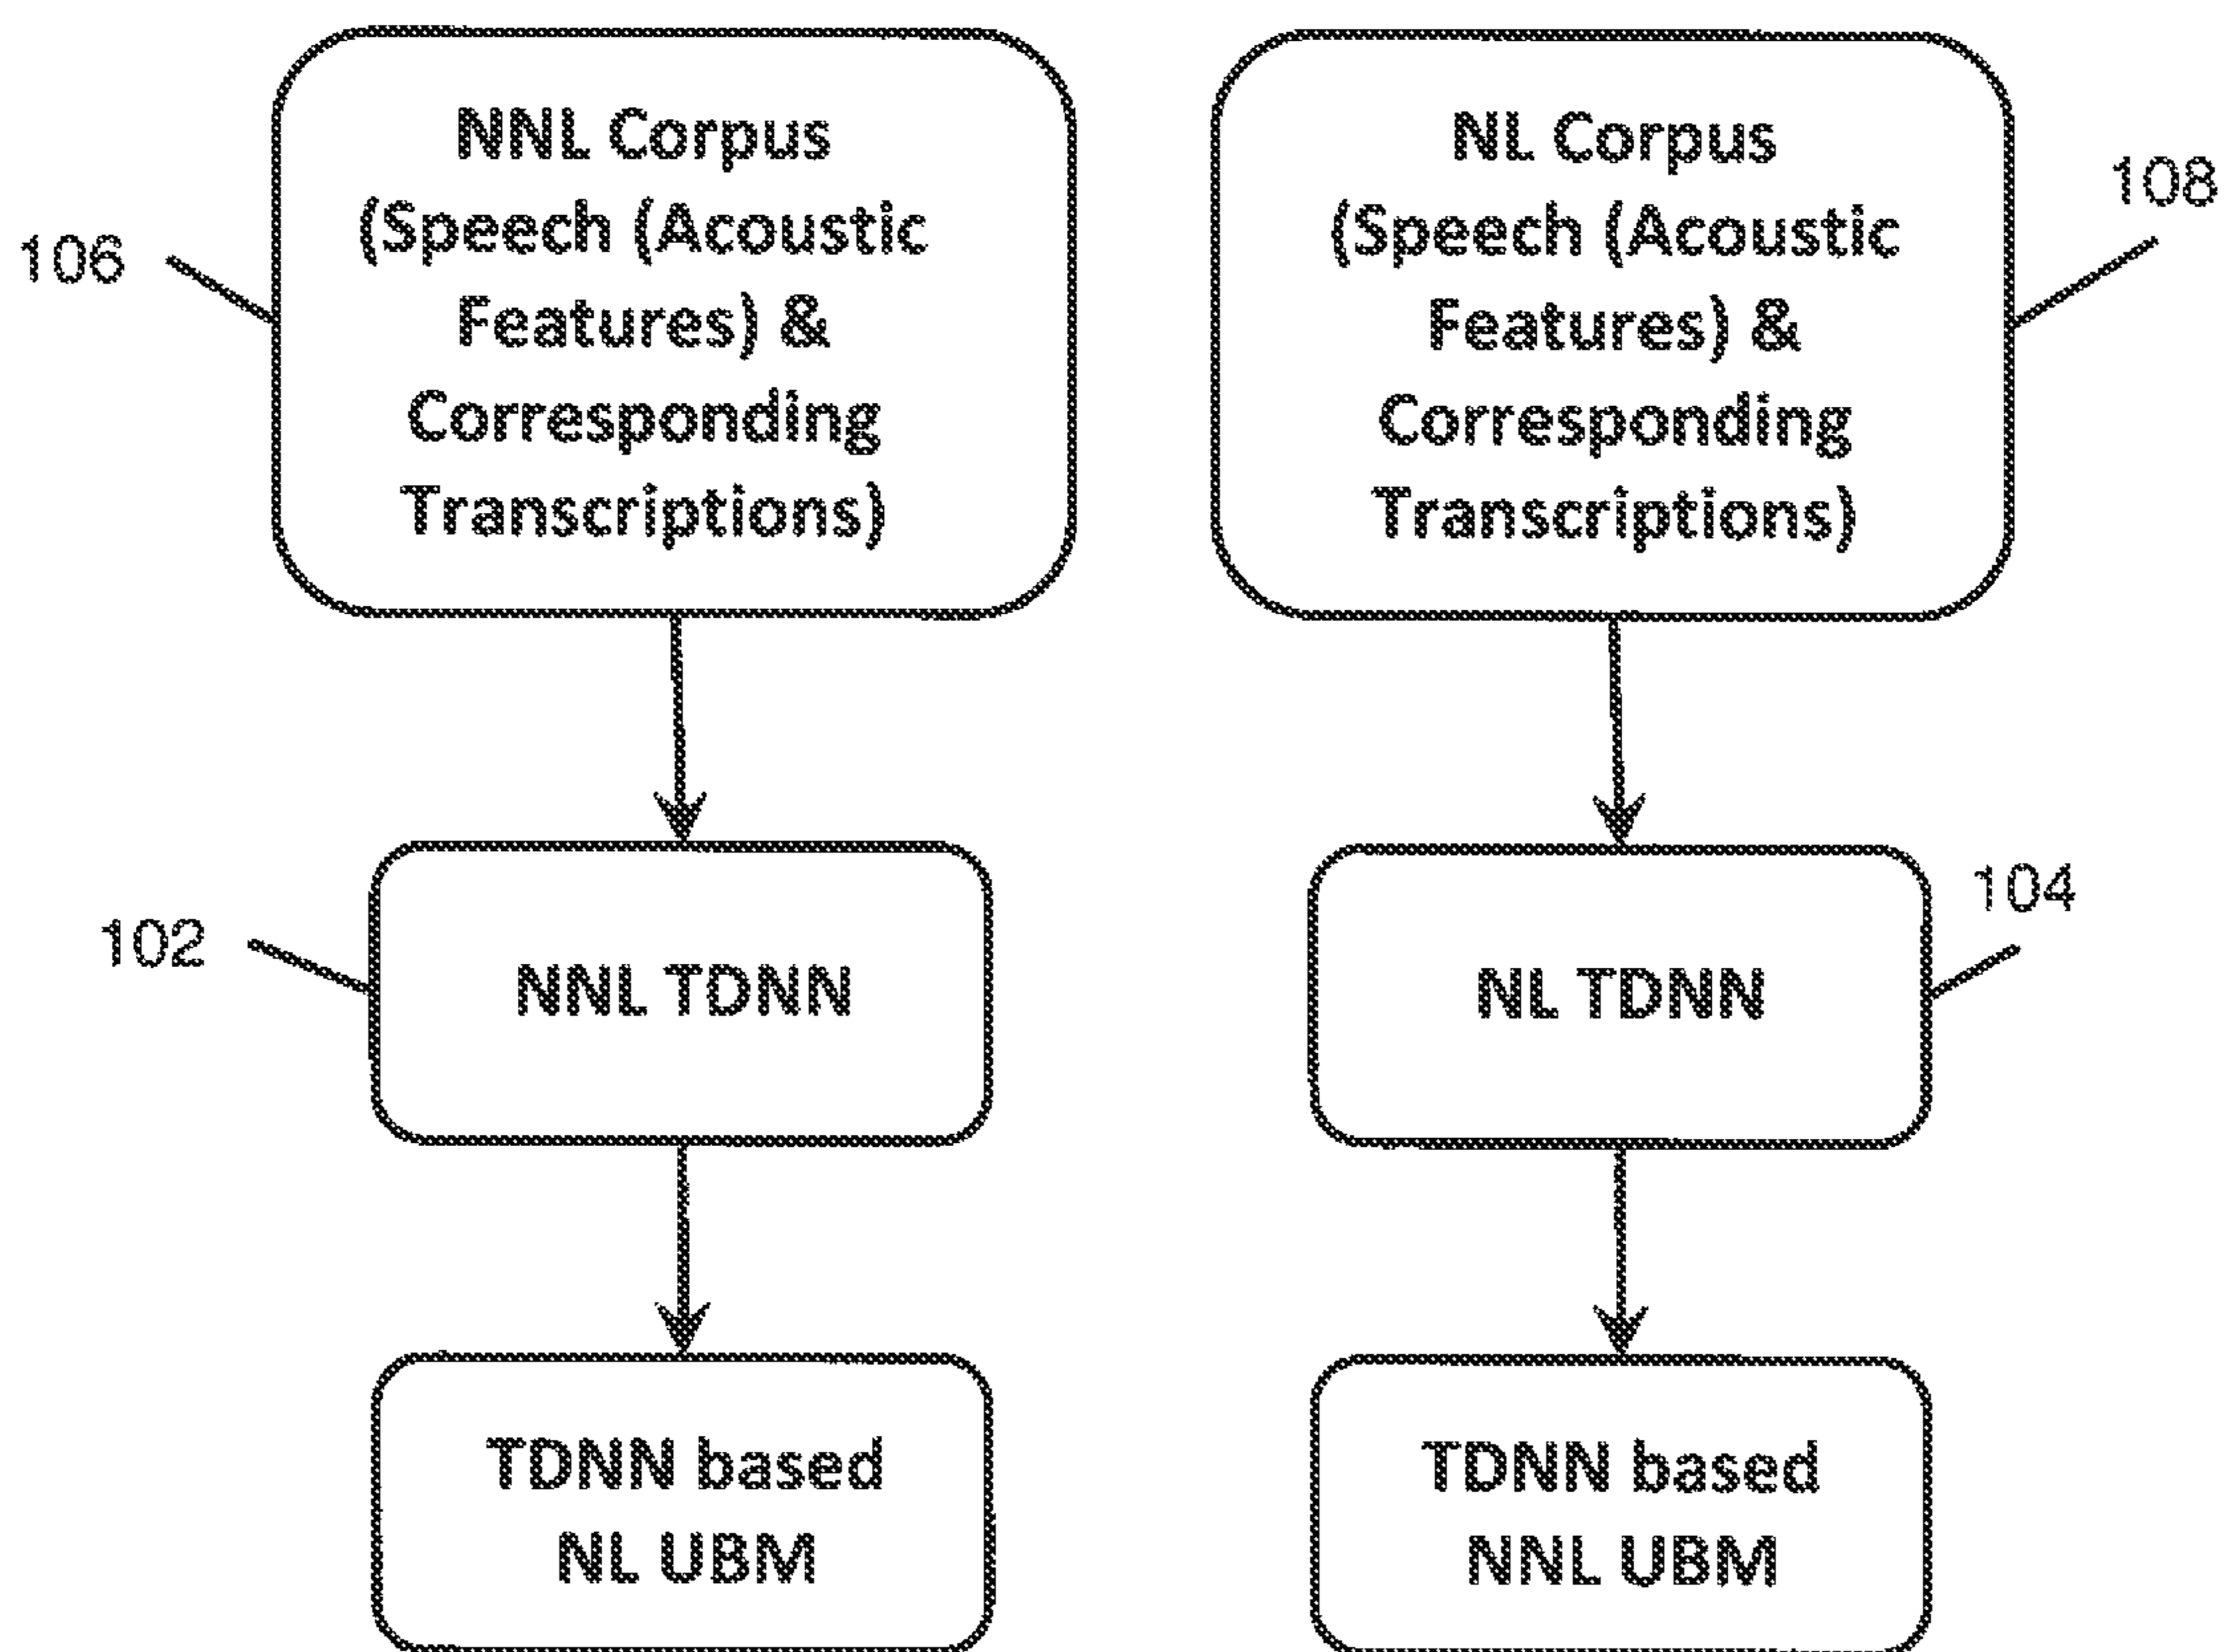 NNL Corpus
(Speech (Acoustic
Features) &
Corresponding
Transcriptions)
106
NL Corpus
(Speech (Acoustic
Features) &
Corresponding
Transcriptions)
108
NNL TDNN
102
NL TDNN
104
TDNN based
NL UBM
TDNN based
NNL UBM